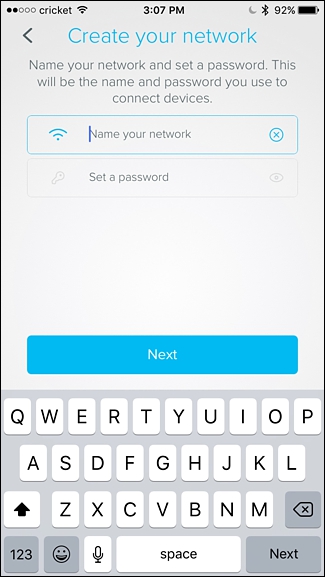 cricket 3:07 PM 92%
Create your network
Name your network and set a password. This
will be the name and password you use to
connect devices.
Name your network
Set a password
Next
Q W E R T Y U I O P
A S D F G H J K L
Z X C V B N M
123 space Next